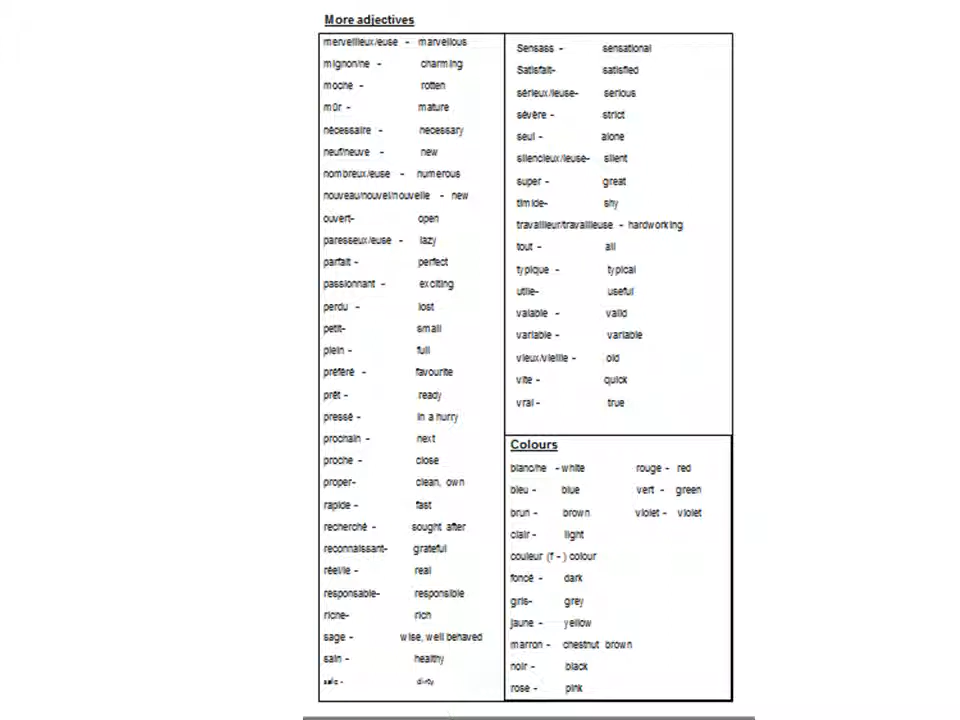 More adjectives
merveilleux/euse - marvellous
mignon/ne - charming
moche - rotten
mûr - mature
nécessaire - necessary
neuf/neuve - new
nombreux/euse - numerous
nouveau/nouvel/nouvelle - new
ouvert- open
paresseux/euse - lazy
parfait - perfect
passionnant - exciting
perdu - lost
petit- small
plein - full
préféré - favourite
prêt - ready
pressé - in a hurry
prochain - next
proche - close
proper- clean, own
rapide - fast
recherché - sought after
reconnaissant- grateful
réel/le - real
responsable- responsible
riche- rich
sage - wise, well behaved
sain - healthy
sale - dirty
Sensass - sensational
Satisfait- satisfied
sérieux/ieuse- serious
sévère - strict
seul - alone
silencieux/ieuse- silent
super - great
timide- shy
travailleur/travailleuse - hardworking
tout - all
typique - typical
utile- useful
valable - valid
variable - variable
vieux/vieille - old
vite - quick
vrai - true
Colours
blanc/he - white rouge - red
bleu - blue vert - green
brun - brown violet - violet
clair - light
couleur (f - ) colour
foncé - dark
gris- grey
jaune - yellow
marron - chestnut brown
noir - black
rose - pink